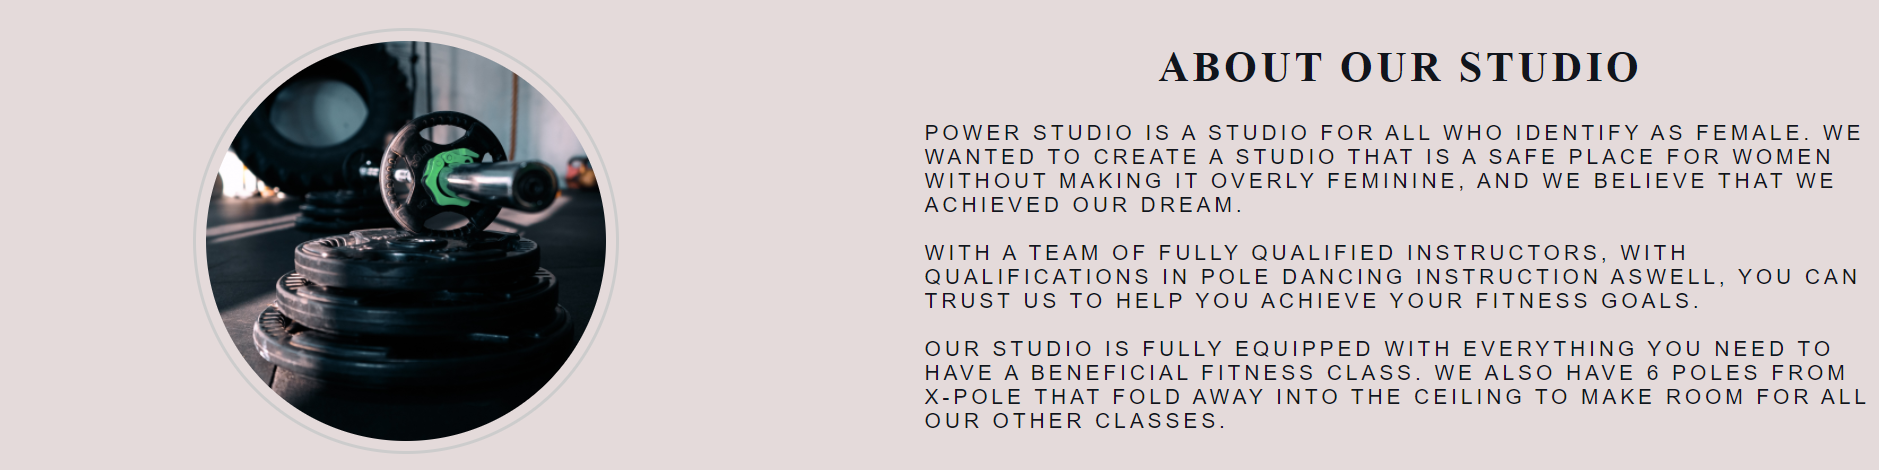 ABOUT OUR STUDIO
POWER STUDIO IS A STUDIO FOR ALL WHO IDENTIFY AS FEMALE. WE
WANTED TO CREATE A STUDIO THAT IS A SAFE PLACE FOR WOMEN
WITHOUT MAKING IT OVERLY FEMININE, AND WE BELIEVE THAT WE
ACHIEVED OUR DREAM.
WITH A TEAM OF FULLY QUALIFIED INSTRUCTORS, WITH
QUALIFICATIONS IN POLE DANCING INSTRUCTION ASWELL, YOU CAN
TRUST US TO HELP YOU ACHIEVE YOUR FITNESS GOALS.
OUR STUDIO IS FULLY EQUIPPED WITH EVERYTHING YOU NEED TO
HAVE A BENEFICIAL FITNESS CLASS. WE ALSO HAVE 6 POLES FROM
X-POLE THAT FOLD AWAY INTO THE CEILING TO MAKE ROOM FOR ALL
OUR OTHER CLASSES.